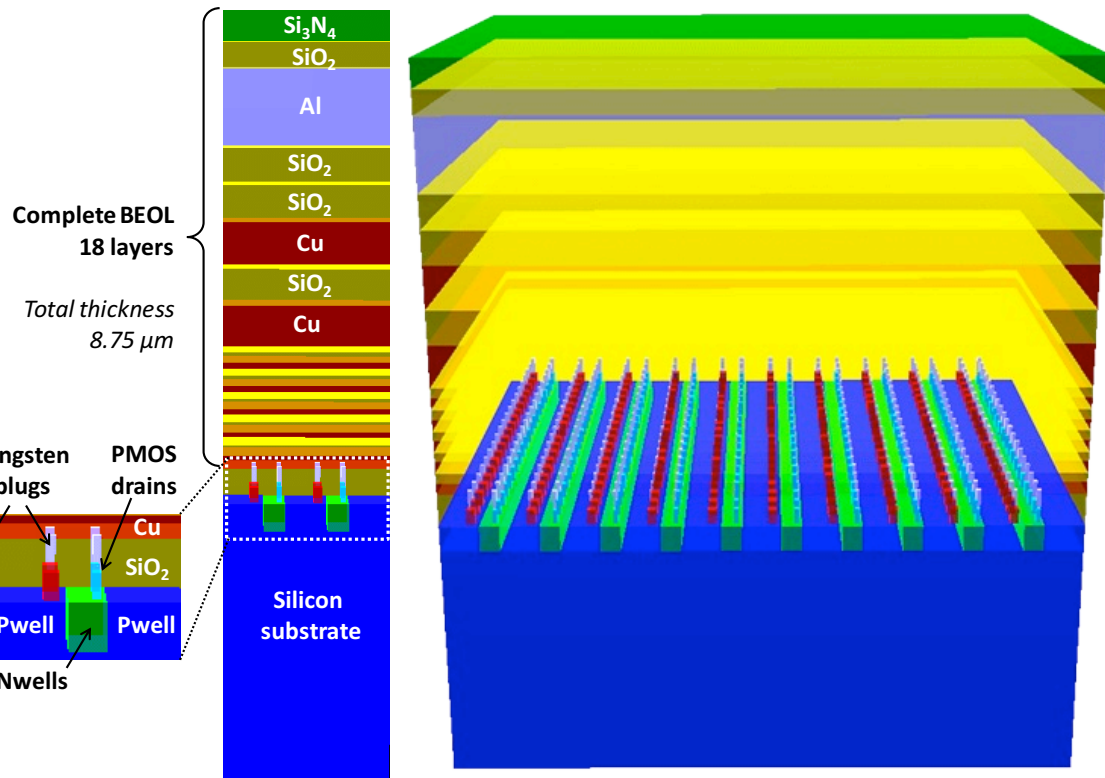 Si₃N₄
SiO₂
Al
SiO₂
SiO₂
Cu
SiO₂
Cu
Complete BEOL
18 layers
Total thickness
8.75 µm
ngsten
plugs
PMOS
drains
Cu
SiO₂
Pwell
Pwell
Nwells
Silicon
substrate